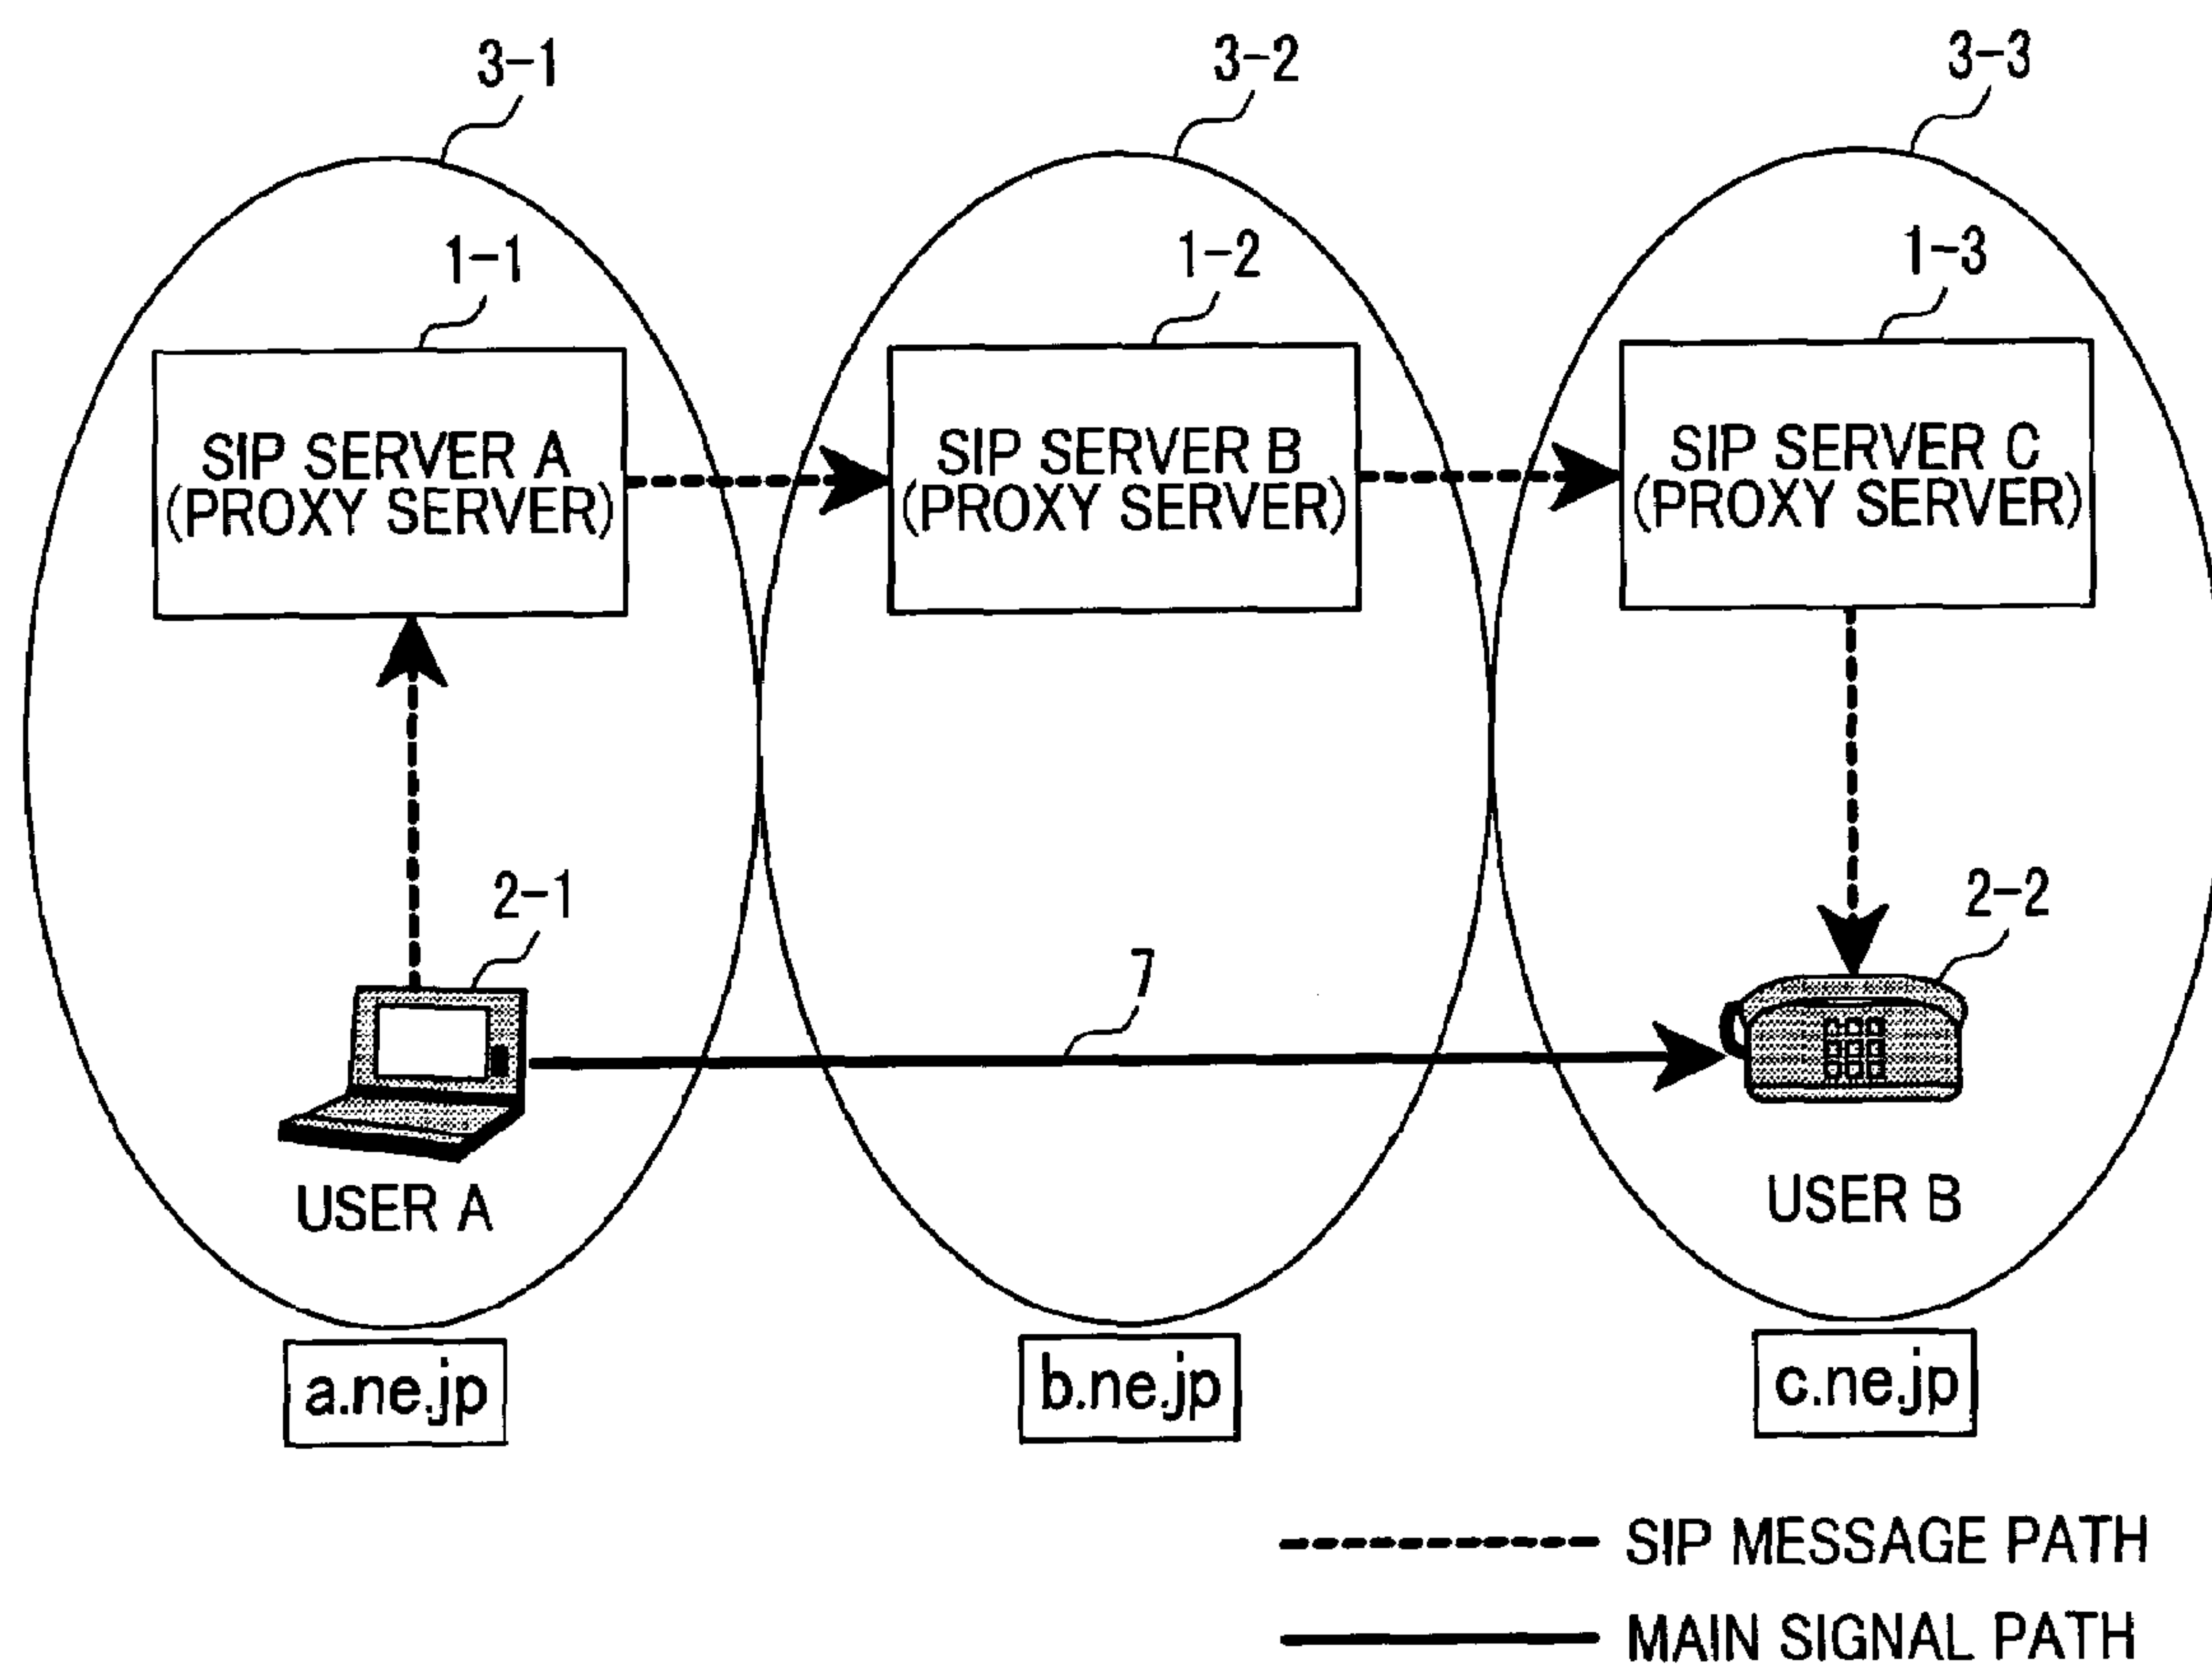 3-1
3-2
3-3
1-1
1-2
1-3
SIP SERVER A
(PROXY SERVER)
SIP SERVER B
(PROXY SERVER)
SIP SERVER C
(PROXY SERVER)
2-1
2-2
7
USER A
USER B
a.ne.jp
b.ne.jp
c.ne.jp
SIP MESSAGE PATH
MAIN SIGNAL PATH